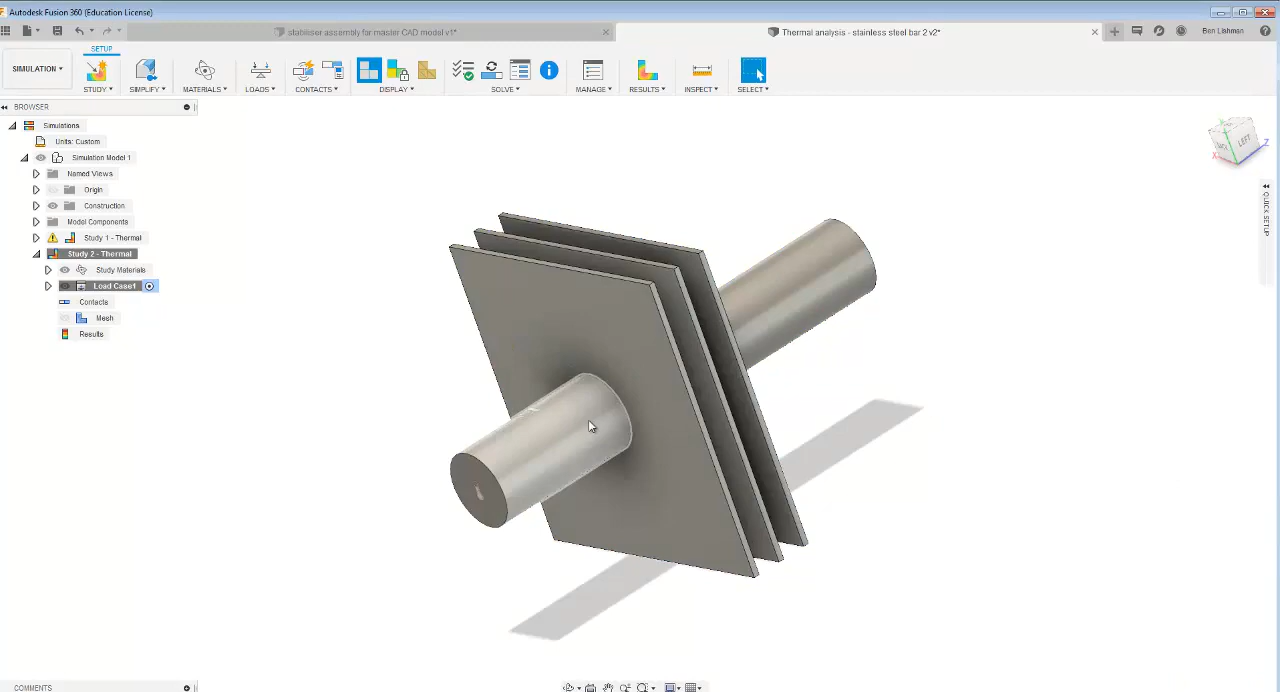 Autodesk Fusion 360 (Education License)
stabiliser assembly for master CAD model v1*
Thermal analysis - stainless steel bar 2 v2*
Ben Lishman
SETUP
SIMULATION
STUDY
SIMPLIFY
MATERIALS
LOADS
CONTACTS
DISPLAY
SOLVE
MANAGE
RESULTS
INSPECT
SELECT
BROWSER
Simulations
Units: Custom
Simulation Model 1
Named Views
Origin
Construction
Model Components
Study 1 - Thermal
Study 2 - Thermal
Study Materials
Load Case1
Contacts
Mesh
Results
LEFT
X
Z
QUICK SETUP
COMMENTS